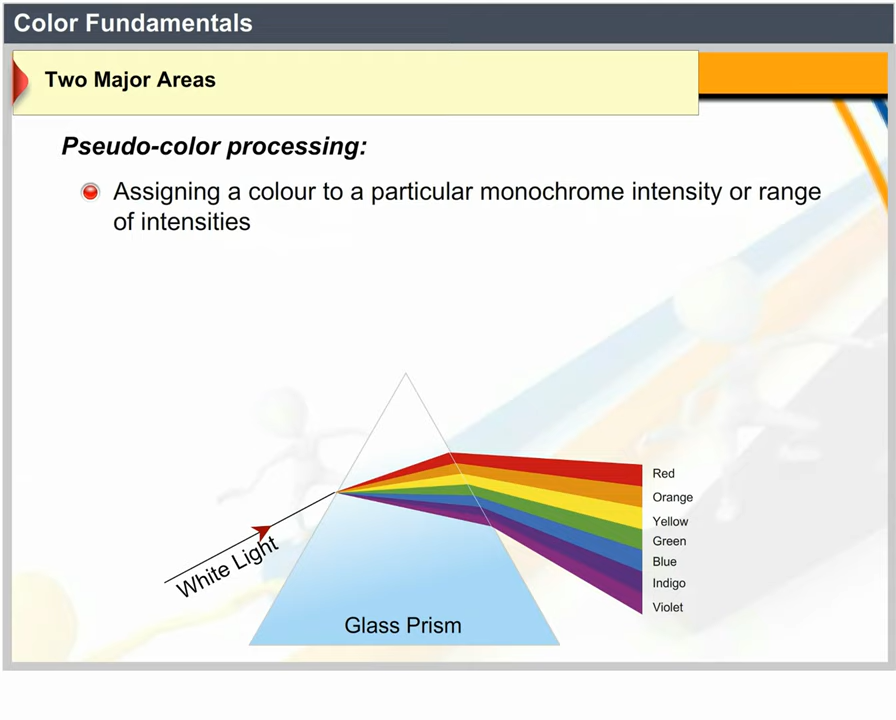 Color Fundamentals
Two Major Areas
Pseudo-color processing:
Assigning a colour to a particular monochrome intensity or range
of intensities
Red
Orange
Yellow
Green
Blue
Indigo
Violet
White Light
Glass Prism